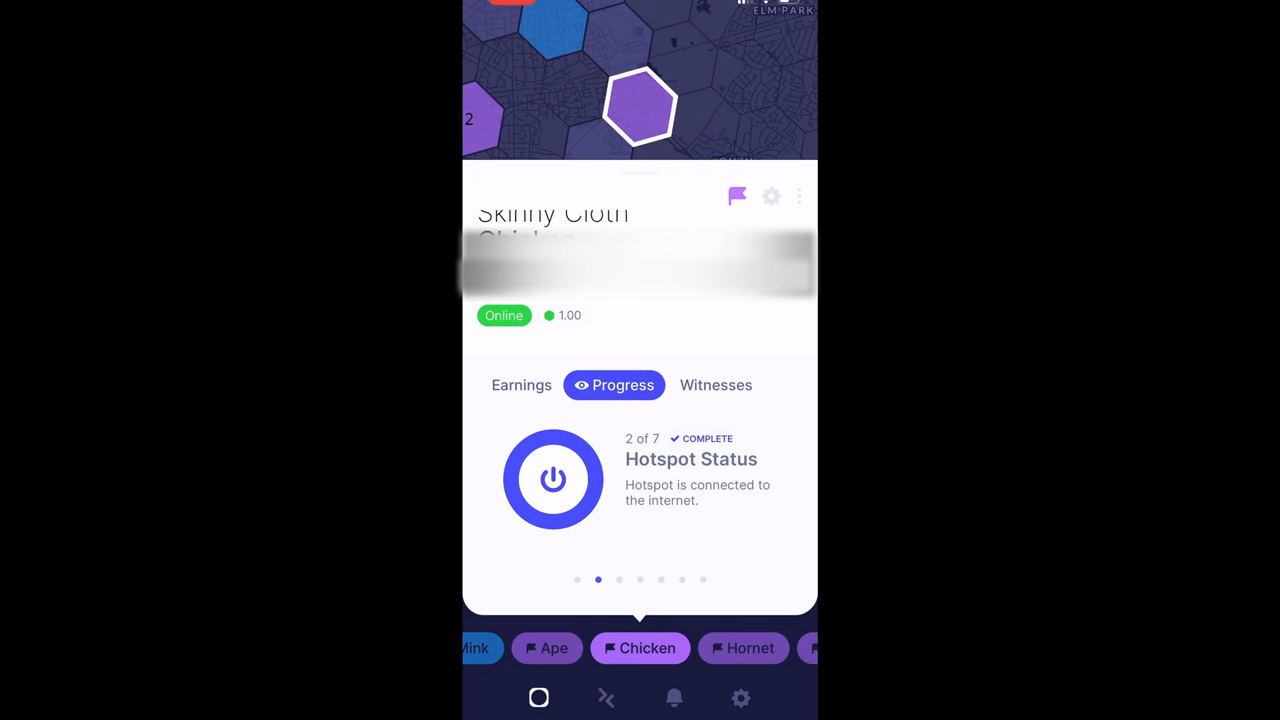 ELM PARK
2
Skinny Cloth
Online 1.00
Earnings Progress Witnesses
2 of 7 COMPLETE
Hotspot Status
Hotspot is connected to
the internet.
Mink Ape Chicken Hornet